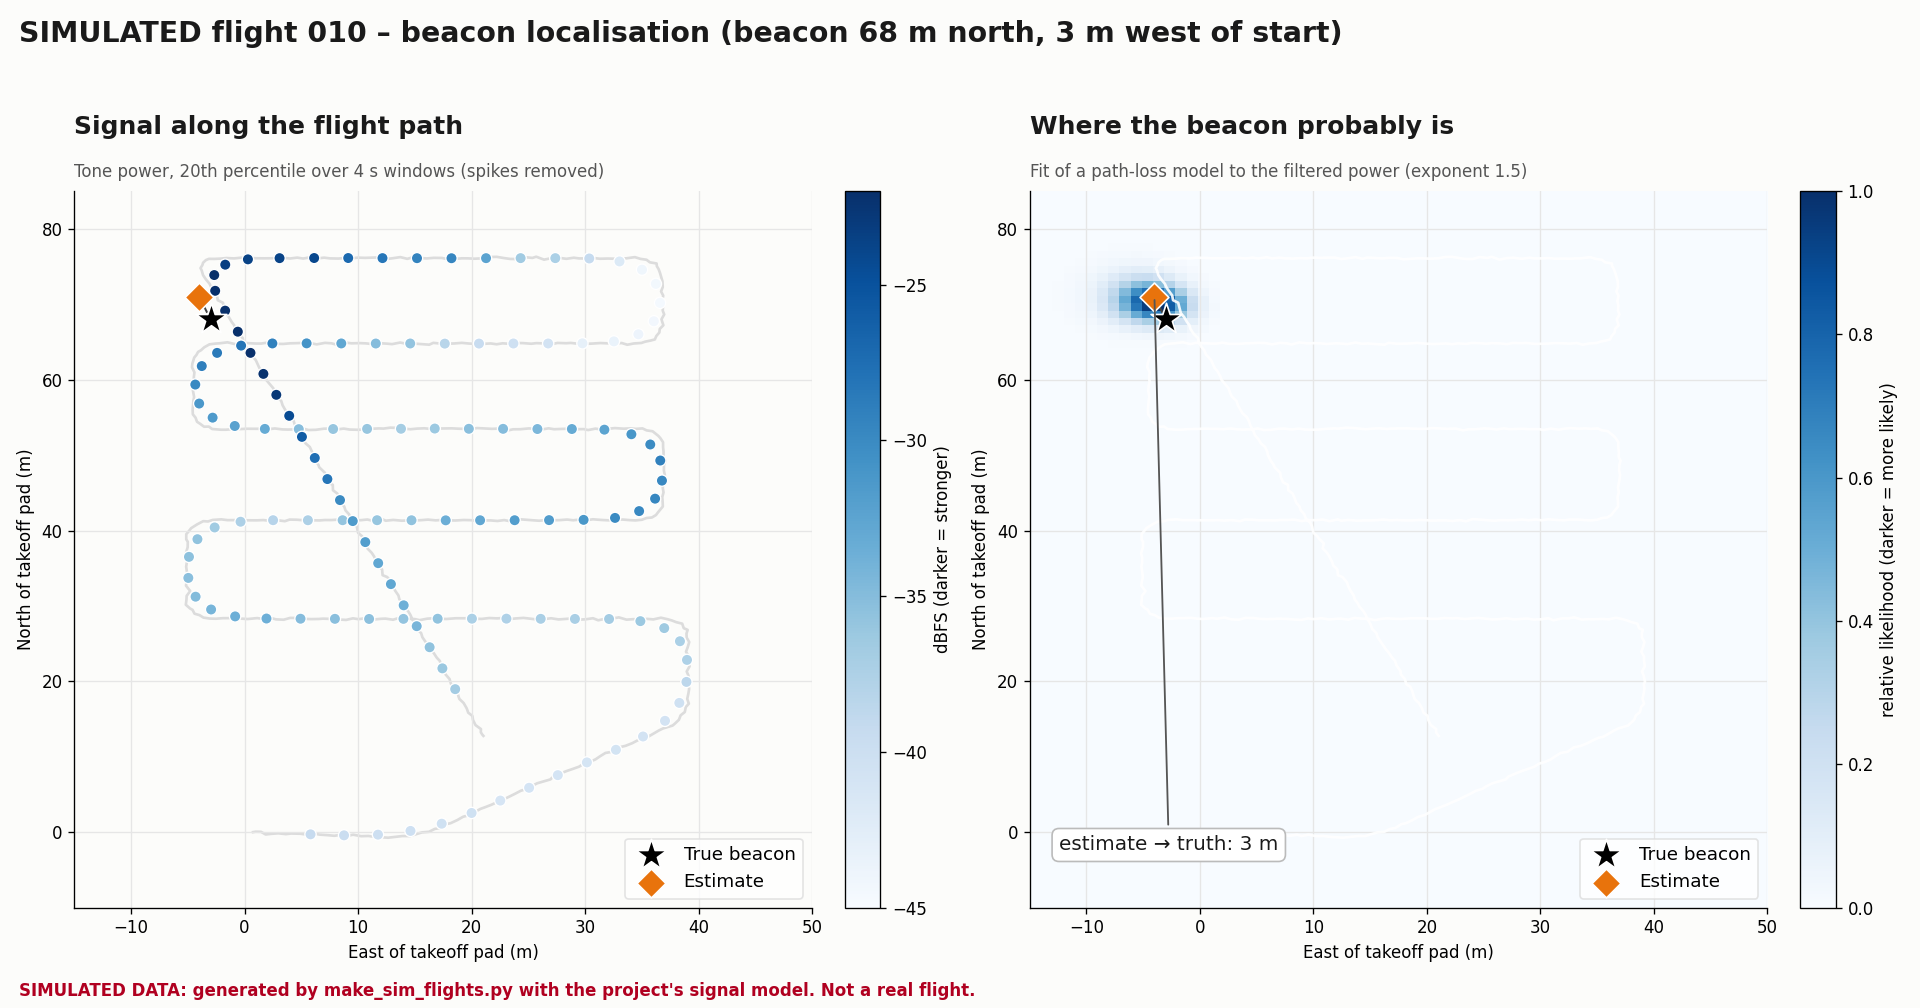 SIMULATED flight 010 – beacon localisation (beacon 68 m north, 3 m west of start)
Signal along the flight path
Tone power, 20th percentile over 4 s windows (spikes removed)
80
60
40
20
0
North of takeoff pad (m)
−10
0
10
20
30
40
50
East of takeoff pad (m)
True beacon
Estimate
−25
−30
−35
−40
−45
dBFS (darker = stronger)
Where the beacon probably is
Fit of a path-loss model to the filtered power (exponent 1.5)
80
60
40
20
0
North of takeoff pad (m)
−10
0
10
20
30
40
50
East of takeoff pad (m)
estimate → truth: 3 m
True beacon
Estimate
1.0
0.8
0.6
0.4
0.2
0.0
relative likelihood (darker = more likely)
SIMULATED DATA: generated by make_sim_flights.py with the project's signal model. Not a real flight.